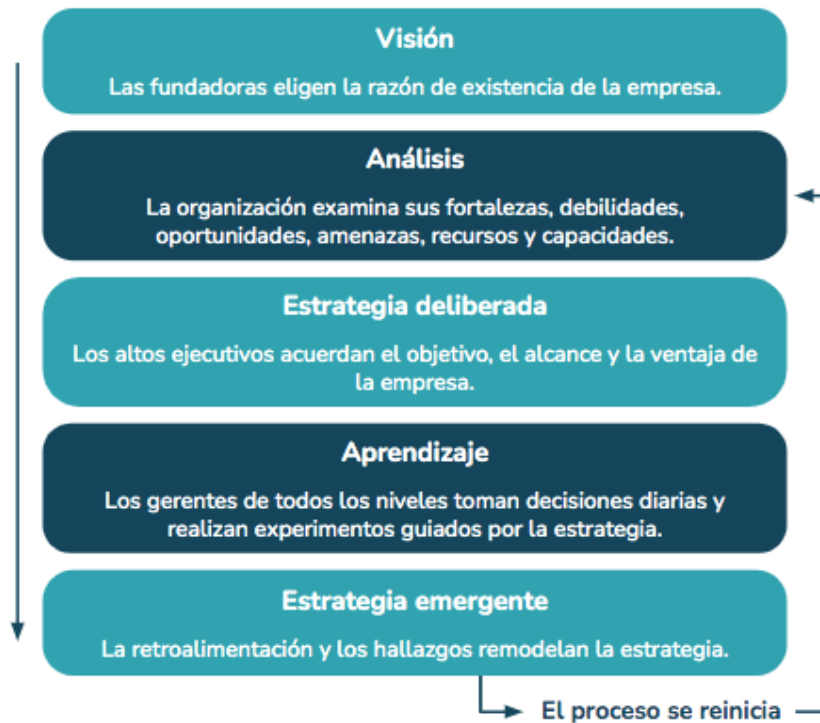 Visión
Las fundadoras eligen la razón de existencia de la empresa.
Análisis
La organización examina sus fortalezas, debilidades,
oportunidades, amenazas, recursos y capacidades.
Estrategia deliberada
Los altos ejecutivos acuerdan el objetivo, el alcance y la ventaja de
la empresa.
Aprendizaje
Los gerentes de todos los niveles toman decisiones diarias y
realizan experimentos guiados por la estrategia.
Estrategia emergente
La retroalimentación y los hallazgos remodelan la estrategia.
El proceso se reinicia